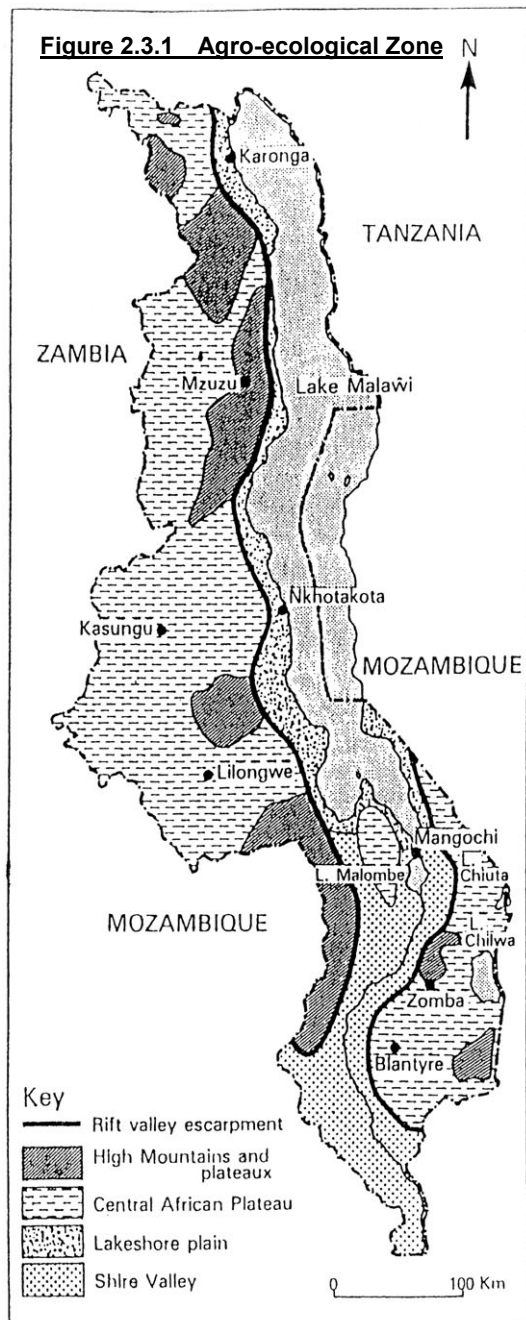 Figure 2.3.1 Agro-ecological Zone
N
Karonga
TANZANIA
ZAMBIA
Mzuzu
Lake Malaŵi
Nkhotakota
Kasungu
MOZAMBIQUE
Lilongwe
Mangochi
L. Malombe
L.
Chiuta
MOZAMBIQUE
L.
Chilwa
Zomba
Blantyre
Key
Rift valley escarpment
High Mountains and
plateaux
Central African Plateau
Lakeshore plain
Shire Valley
0 100 Km